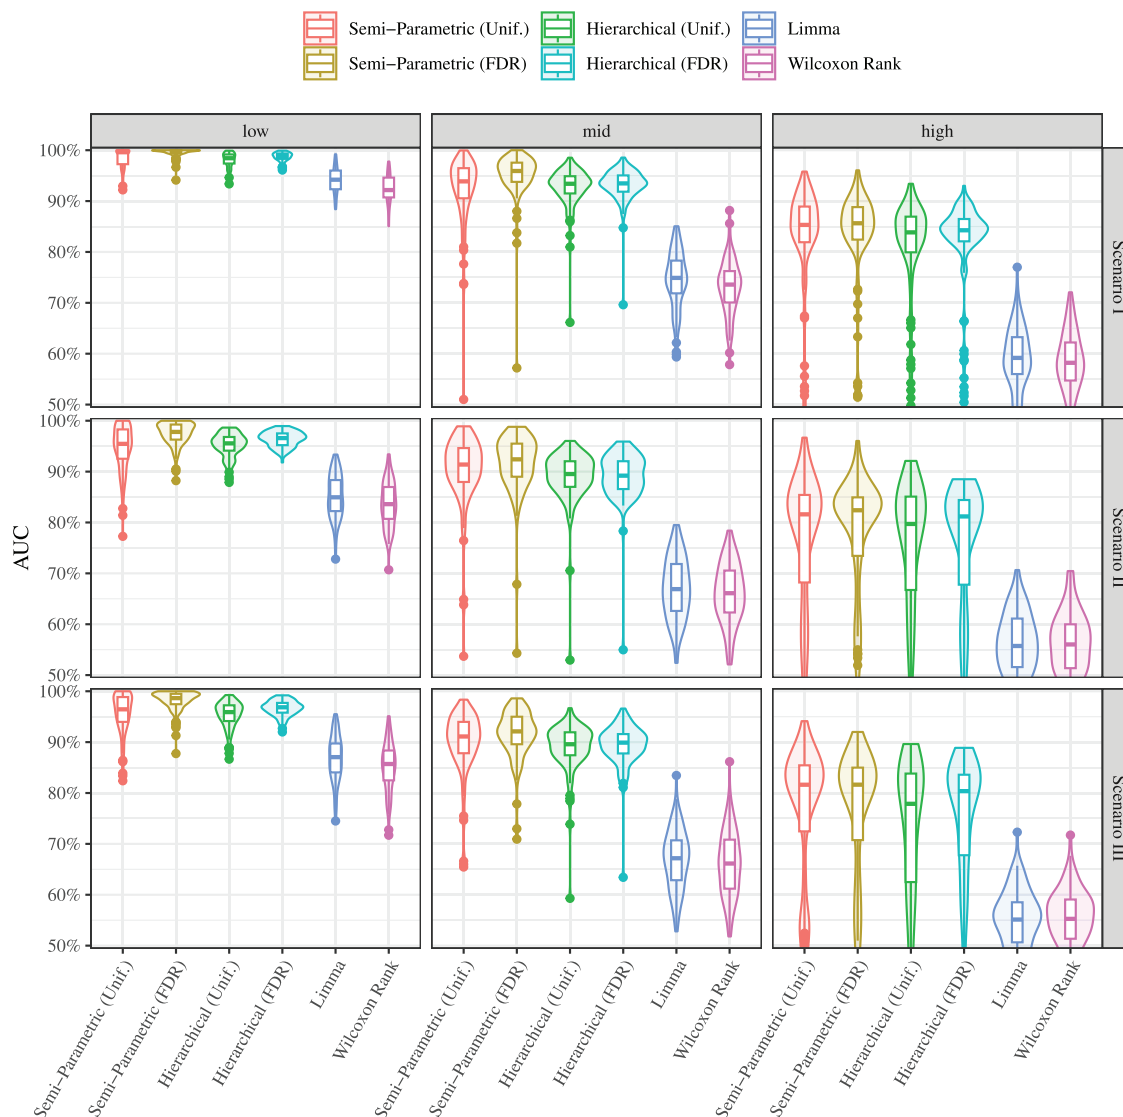 Semi−Parametric (Unif.) Hierarchical (Unif.) Limma
Semi−Parametric (FDR) Hierarchical (FDR) Wilcoxon Rank
low mid high
100%
90%
80%
70%
60%
50%
Scenario I
100%
90%
80%
70%
60%
50%
Scenario II
100%
90%
80%
70%
60%
50%
Scenario III
AUC
Semi−Parametric (Unif.)
Semi−Parametric (FDR)
Hierarchical (Unif.)
Hierarchical (FDR)
Limma
Wilcoxon Rank
Semi−Parametric (Unif.)
Semi−Parametric (FDR)
Hierarchical (Unif.)
Hierarchical (FDR)
Limma
Wilcoxon Rank
Semi−Parametric (Unif.)
Semi−Parametric (FDR)
Hierarchical (Unif.)
Hierarchical (FDR)
Limma
Wilcoxon Rank